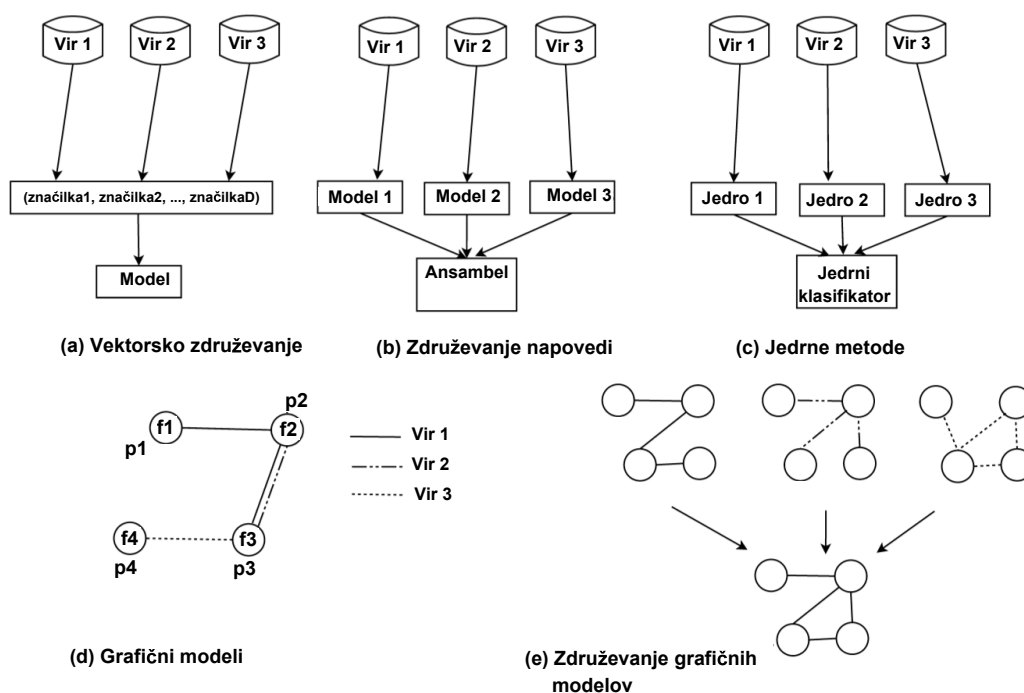 Vir 1
Vir 2
Vir 3
(značilka1, značilka2, ..., značilkaD)
Model
(a) Vektorsko združevanje
Vir 1
Vir 2
Vir 3
Model 1
Model 2
Model 3
Ansambel
(b) Združevanje napovedi
Vir 1
Vir 2
Vir 3
Jedro 1
Jedro 2
Jedro 3
Jedrni
klasifikator
(c) Jedrne metode
p2
f1
f2
p1
f4
f3
p4
p3
Vir 1
Vir 2
Vir 3
(d) Grafični modeli
(e) Združevanje grafičnih
modelov